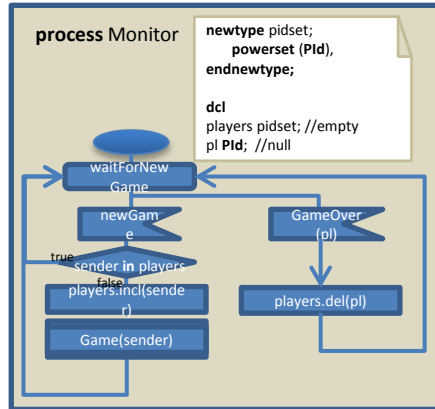 process Monitor
newtype pidset;
powerset (PId),
endnewtype;
dcl
players pidset; //empty
pl PId; //null
waitForNew
Game
newGam
e
GameOver
(pl)
true
sender in players
false
players.incl(sende
r)
players.del(pl)
Game(sender)